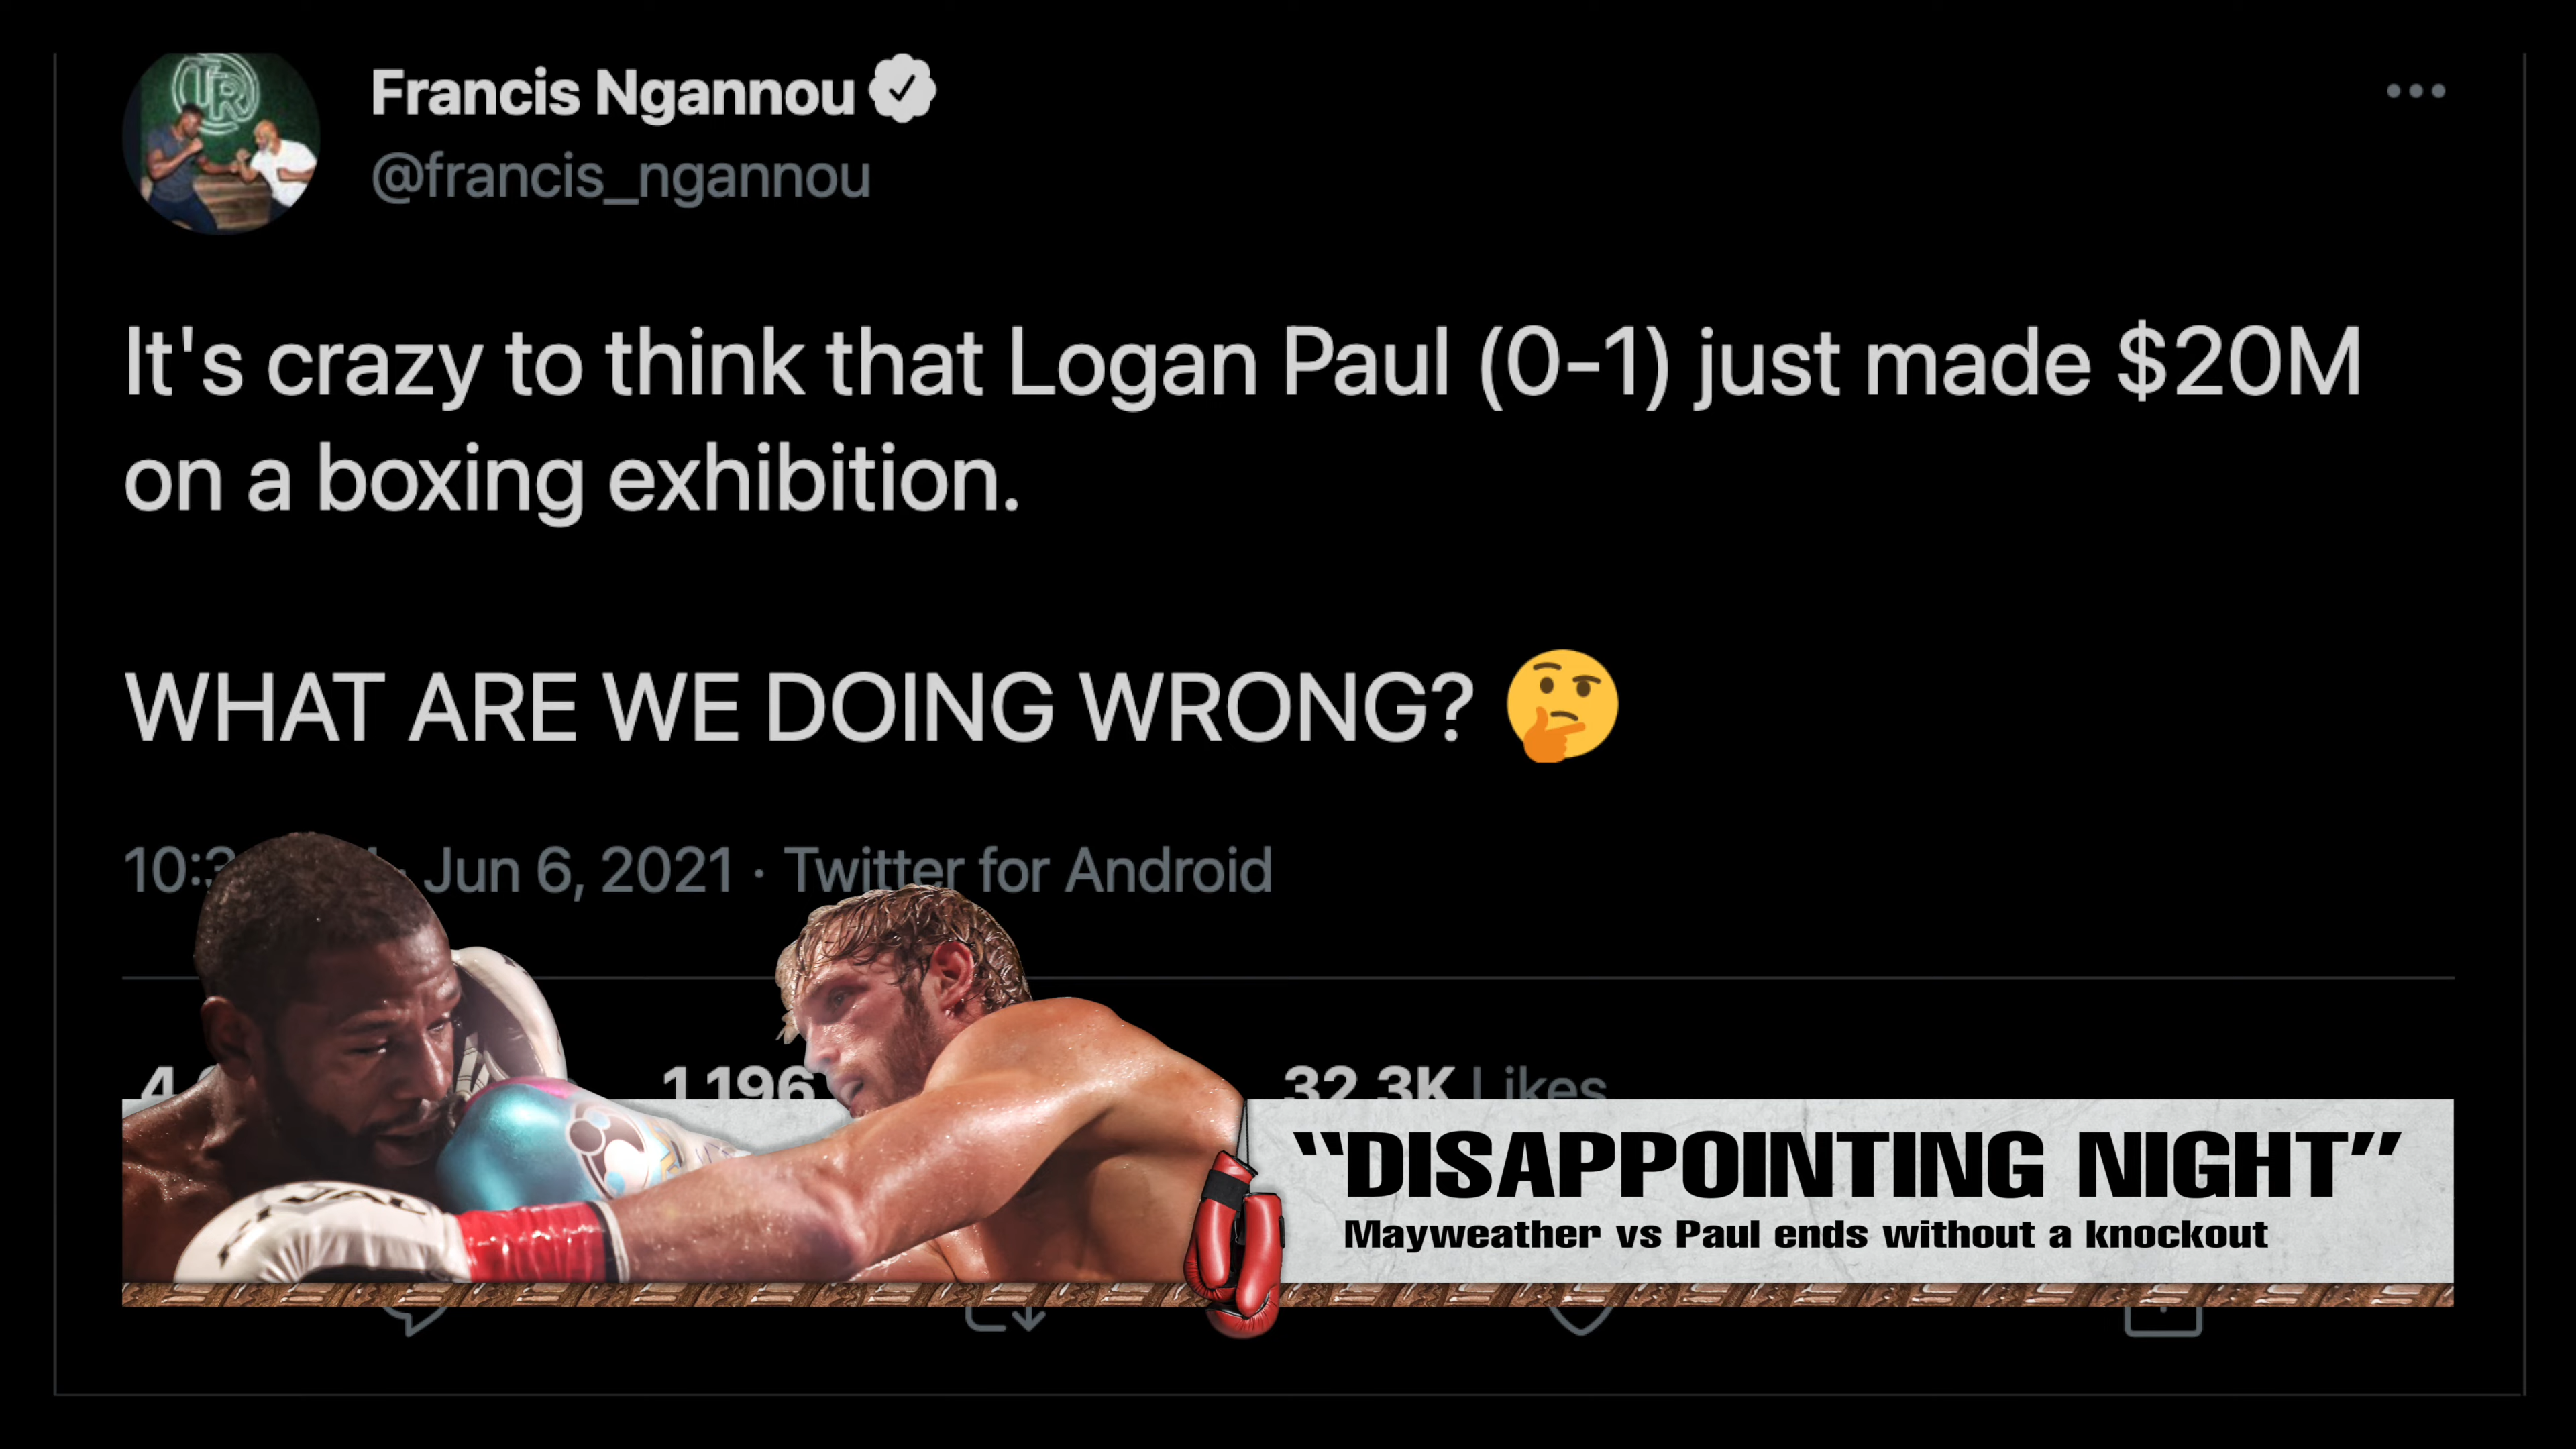 Francis Ngannou
@francis_ngannou
It's crazy to think that Logan Paul (0-1) just made $20M
on a boxing exhibition.
WHAT ARE WE DOING WRONG? 🤔
Jun 6, 2021 · Twitter for Android
1,196
32.3K Likes
“DISAPPOINTING NIGHT”
Mayweather vs Paul ends without a knockout